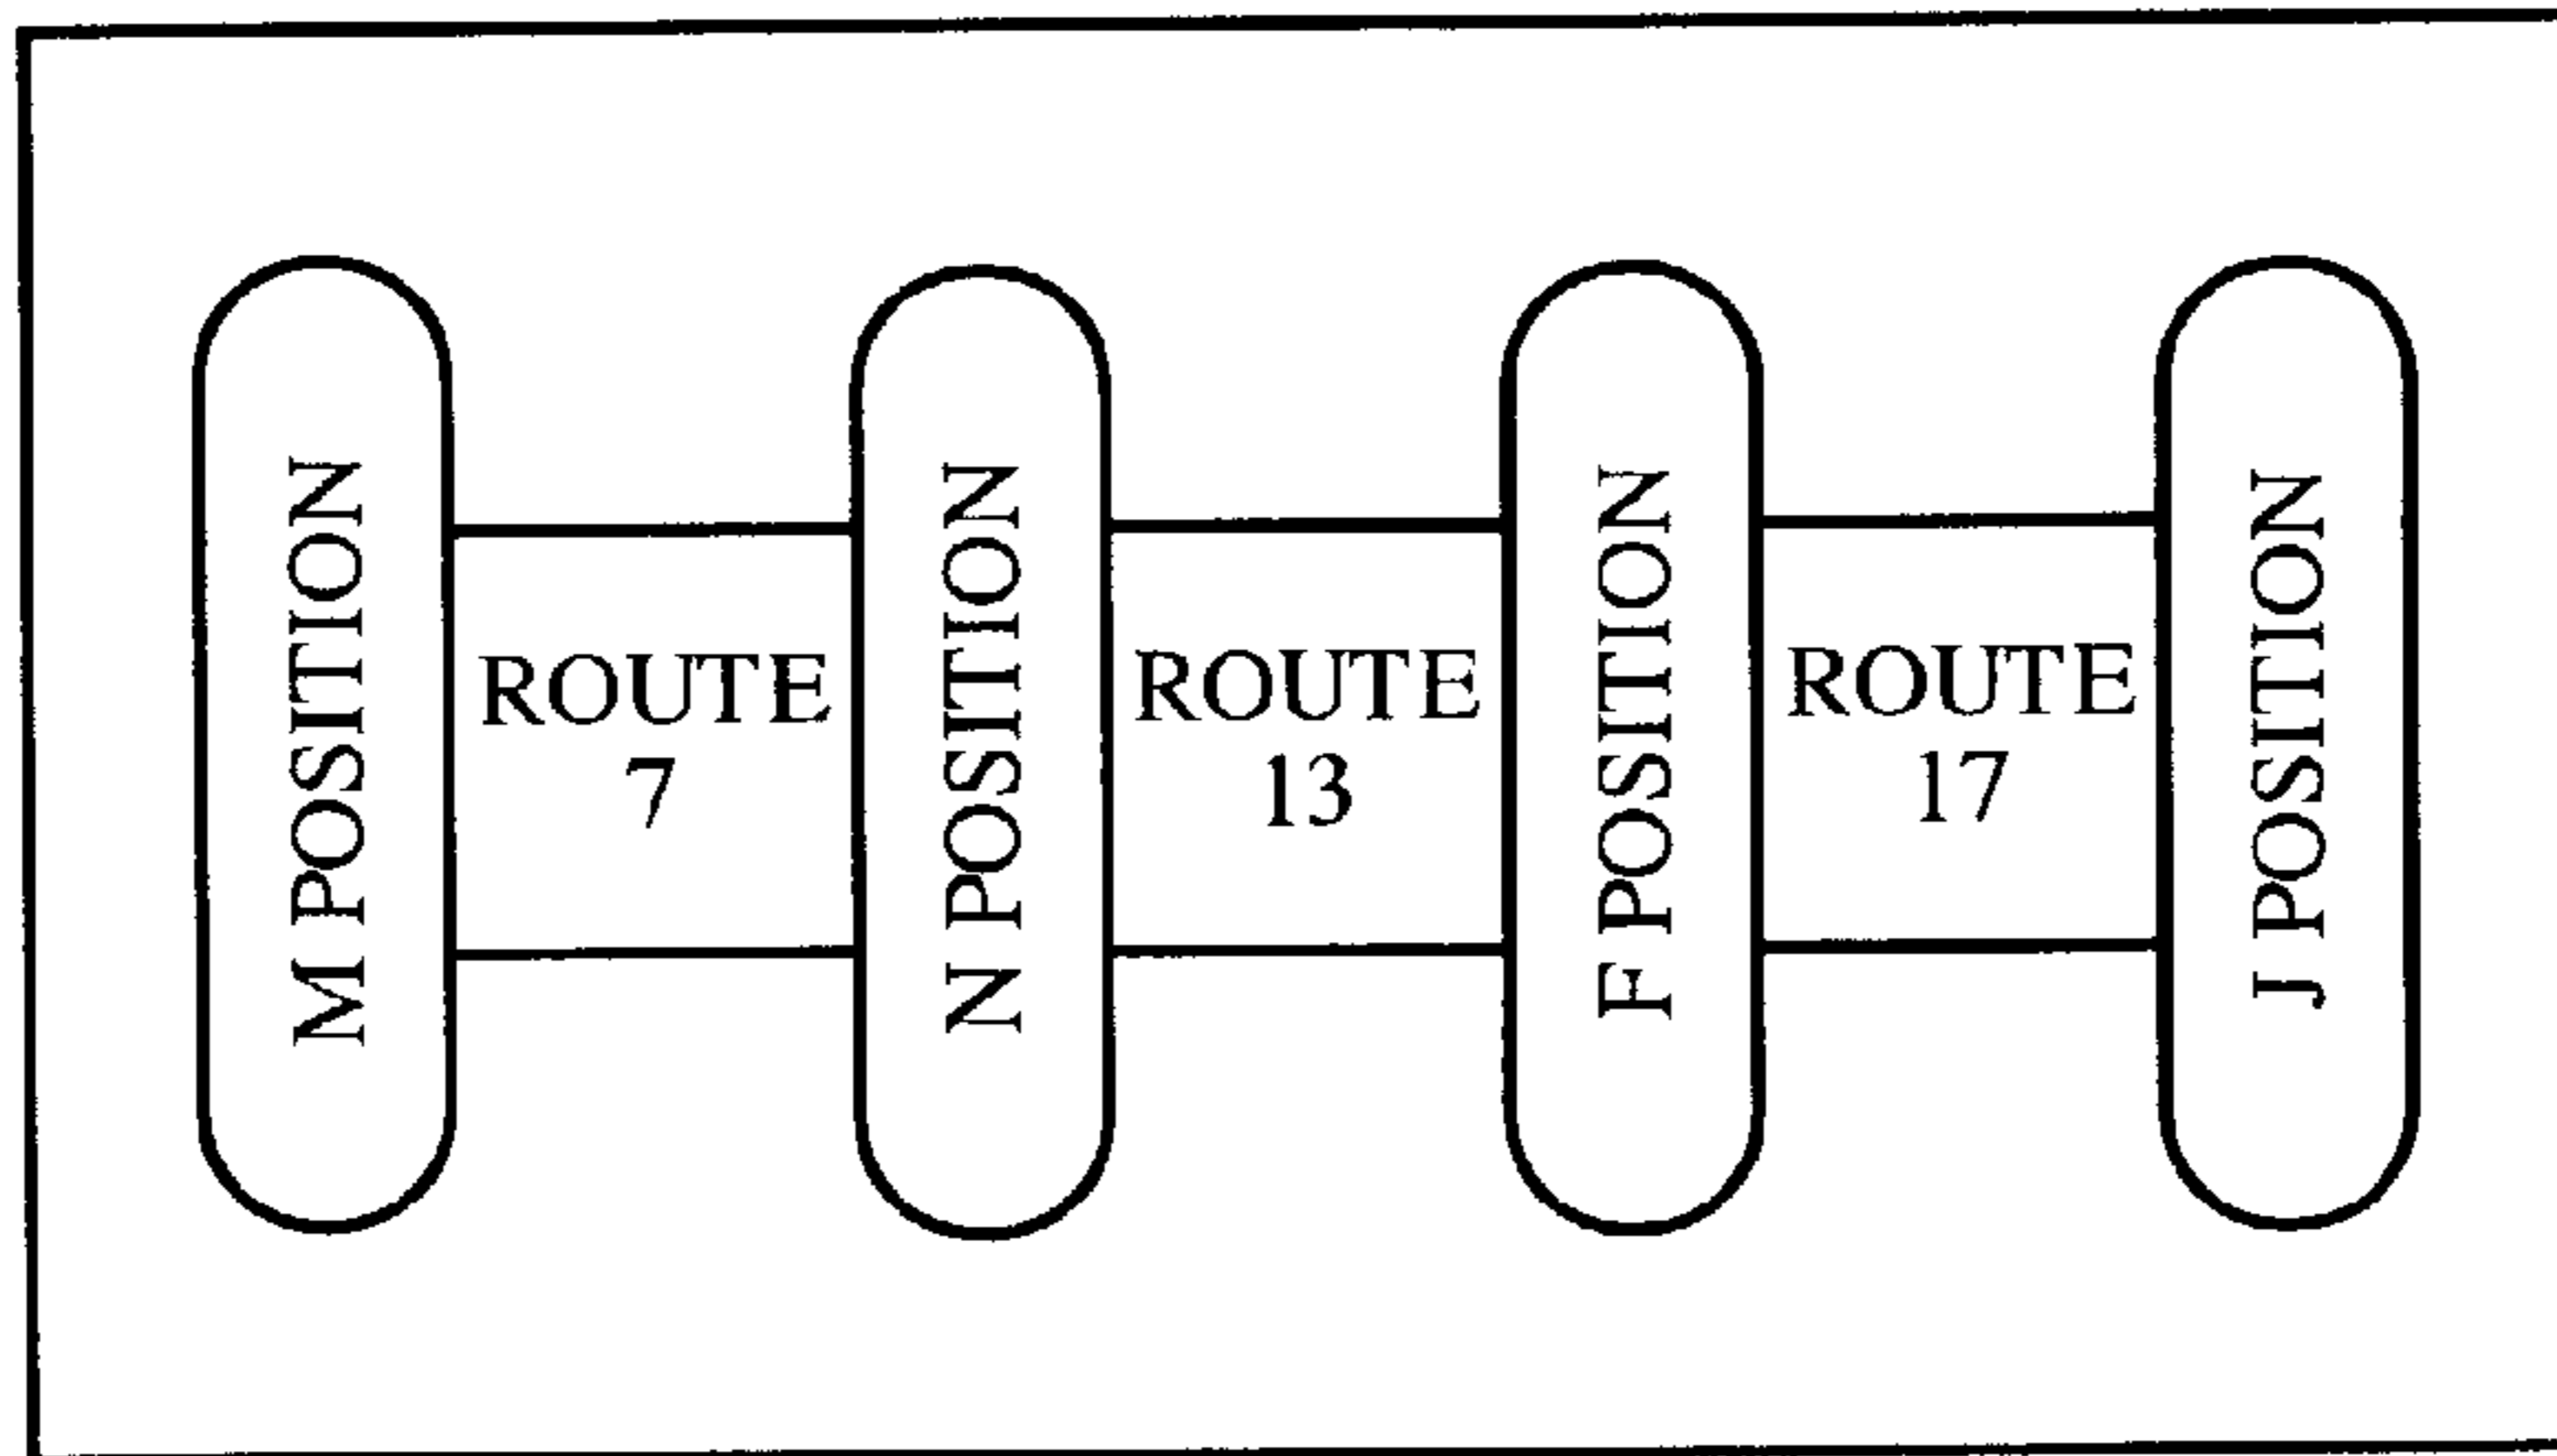 M POSITION
ROUTE
7
N POSITION
ROUTE
13
F POSITION
ROUTE
17
J POSITION